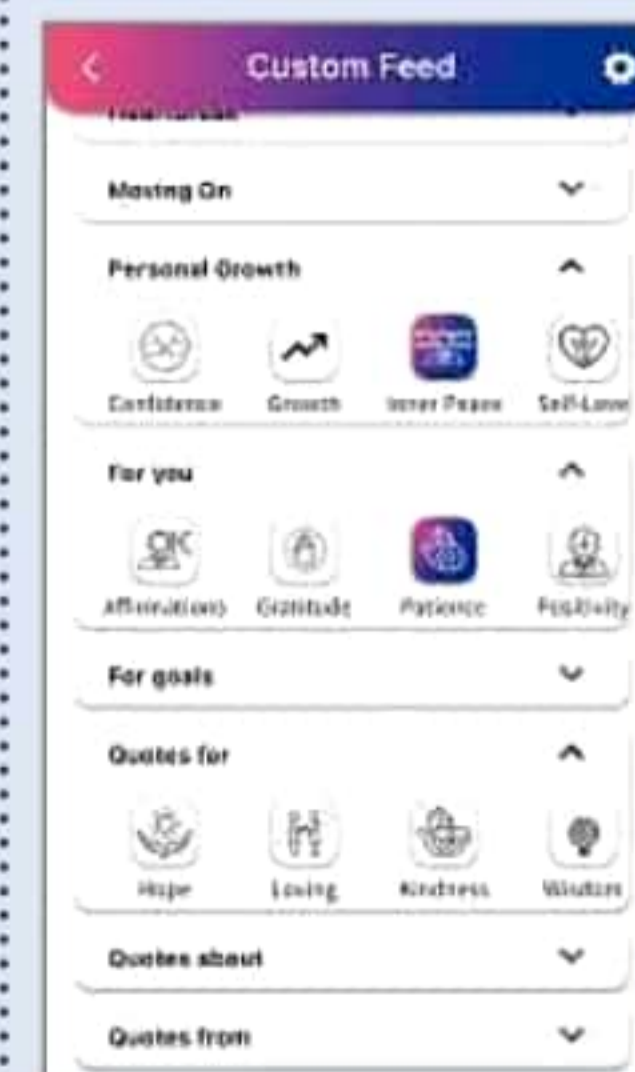 Custom Feed
Moving On
Personal Growth
Confidence Growth Inner Peace Self-Love
For you
Affirmations Gratitude Patience Positivity
For goals
Quotes for
Hope Loving Kindness Wisdom
Quotes about
Quotes from